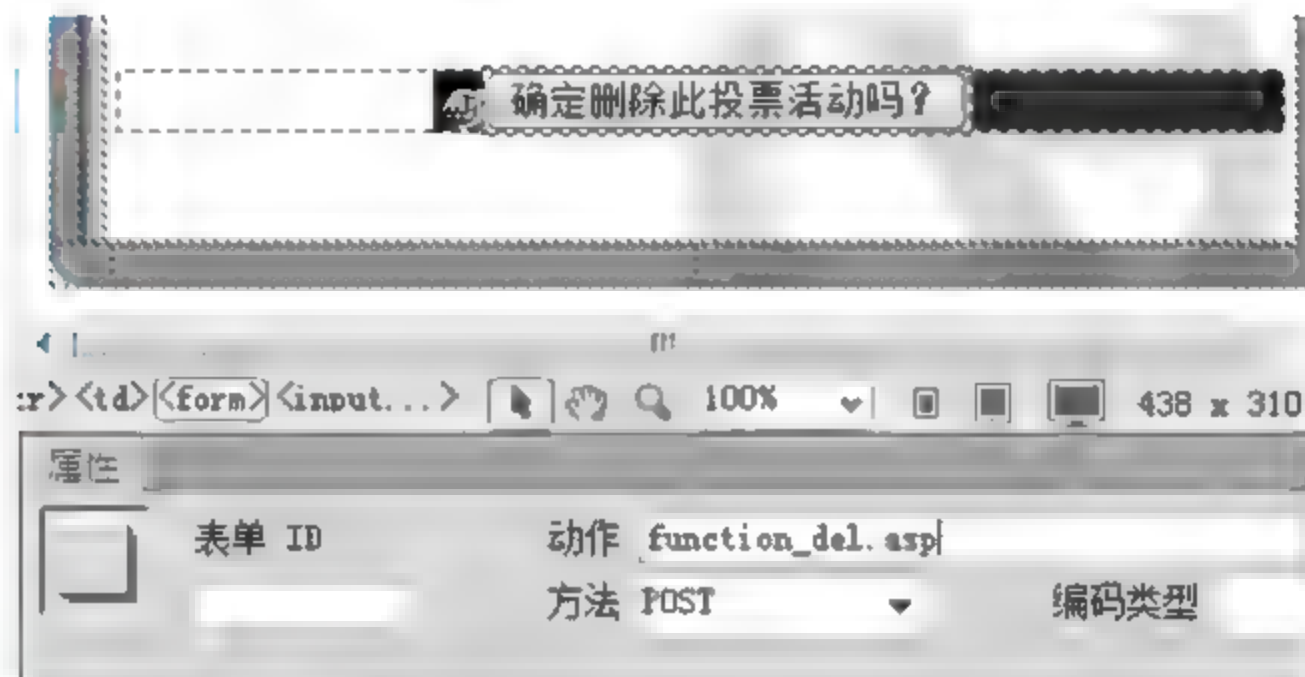 确定删除此投票活动吗?
<td><form><input...> 100% 438 x 310
属性
表单 ID 动作 function_del.asp
方法 POST 编码类型